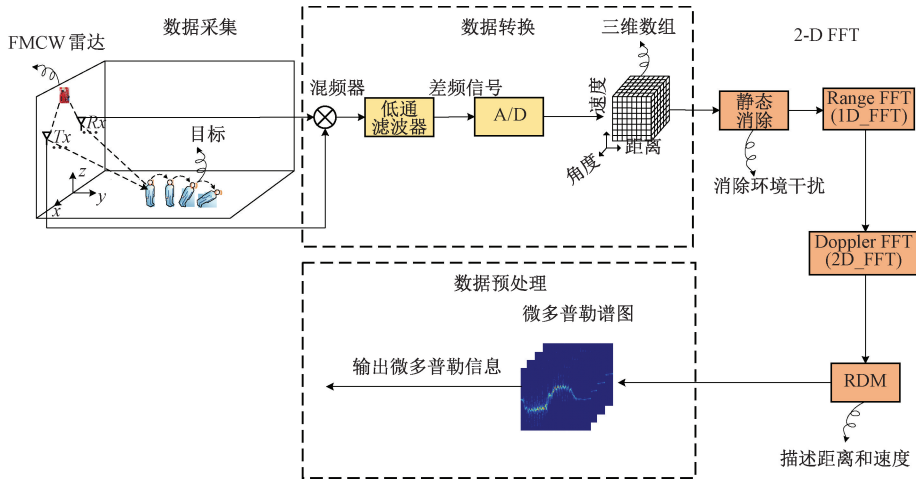 数据采集
FMCW 雷达
Rx
Tx
目标
z
y
x
数据转换
混频器
低通
滤波器
差频信号
A/D
三维数组
速度
角度
距离
2-D FFT
静态
消除
消除环境干扰
Range FFT
(1D_FFT)
Doppler FFT
(2D_FFT)
RDM
描述距离和速度
数据预处理
微多普勒谱图
输出微多普勒信息